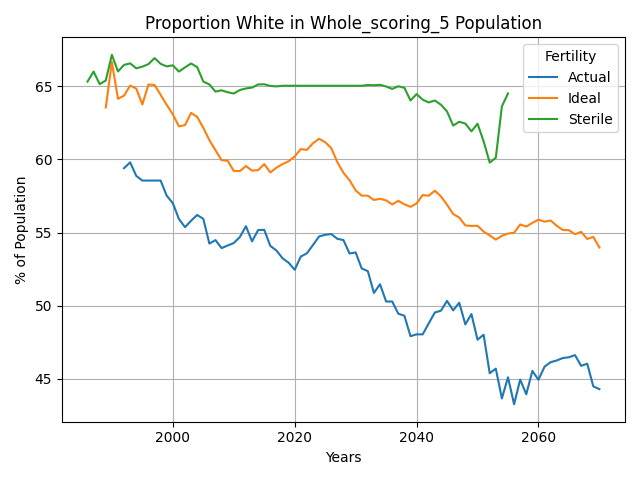 Proportion White in Whole_scoring_5 Population
% of Population
65
60
55
50
45
2000
2020
2040
2060
Years
Fertility
Actual
Ideal
Sterile